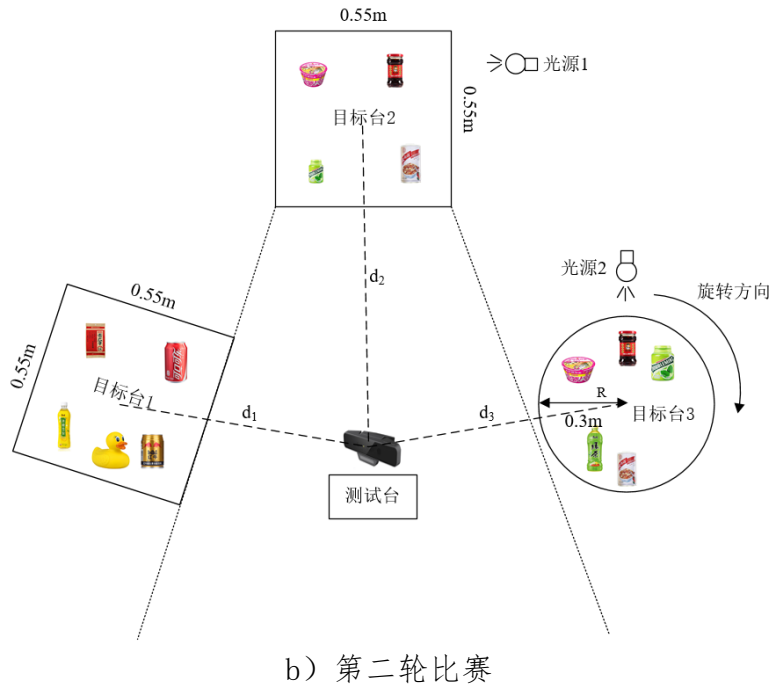 0.55m
光源1
目标台2
0.55m
d₂
光源2
旋转方向
0.55m
0.55m
目标台1
d₁
d₃
R
0.3m
目标台3
测试台
b）第二轮比赛